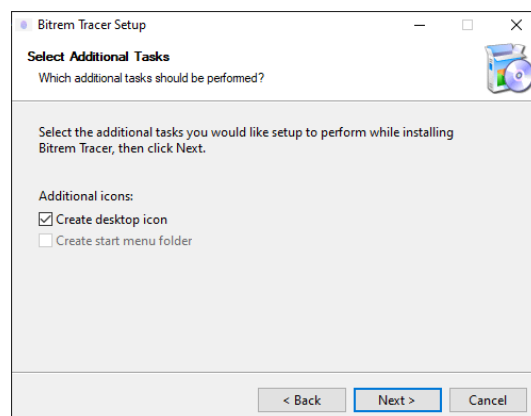 Bitrem Tracer Setup
Select Additional Tasks
Which additional tasks should be performed?
Select the additional tasks you would like setup to perform while installing
Bitrem Tracer, then click Next.
Additional icons:
Create desktop icon
Create start menu folder
< Back
Next >
Cancel